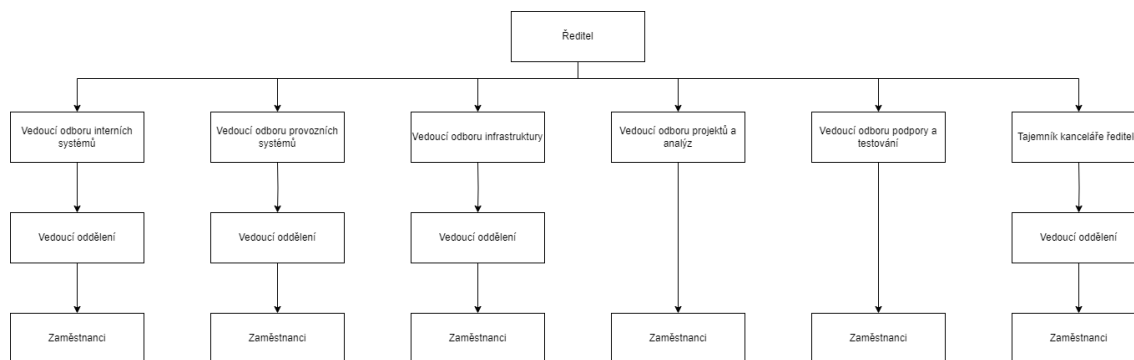 Ředitel
Vedoucí odboru interních
systémů
Vedoucí odboru provozních
systémů
Vedoucí odboru infrastruktury
Vedoucí odboru projektů a
analýz
Vedoucí odboru podpory a
testování
Tajemník kanceláře ředitel
Vedoucí oddělení
Vedoucí oddělení
Vedoucí oddělení
Vedoucí oddělení
Zaměstnanci
Zaměstnanci
Zaměstnanci
Zaměstnanci
Zaměstnanci
Zaměstnanci